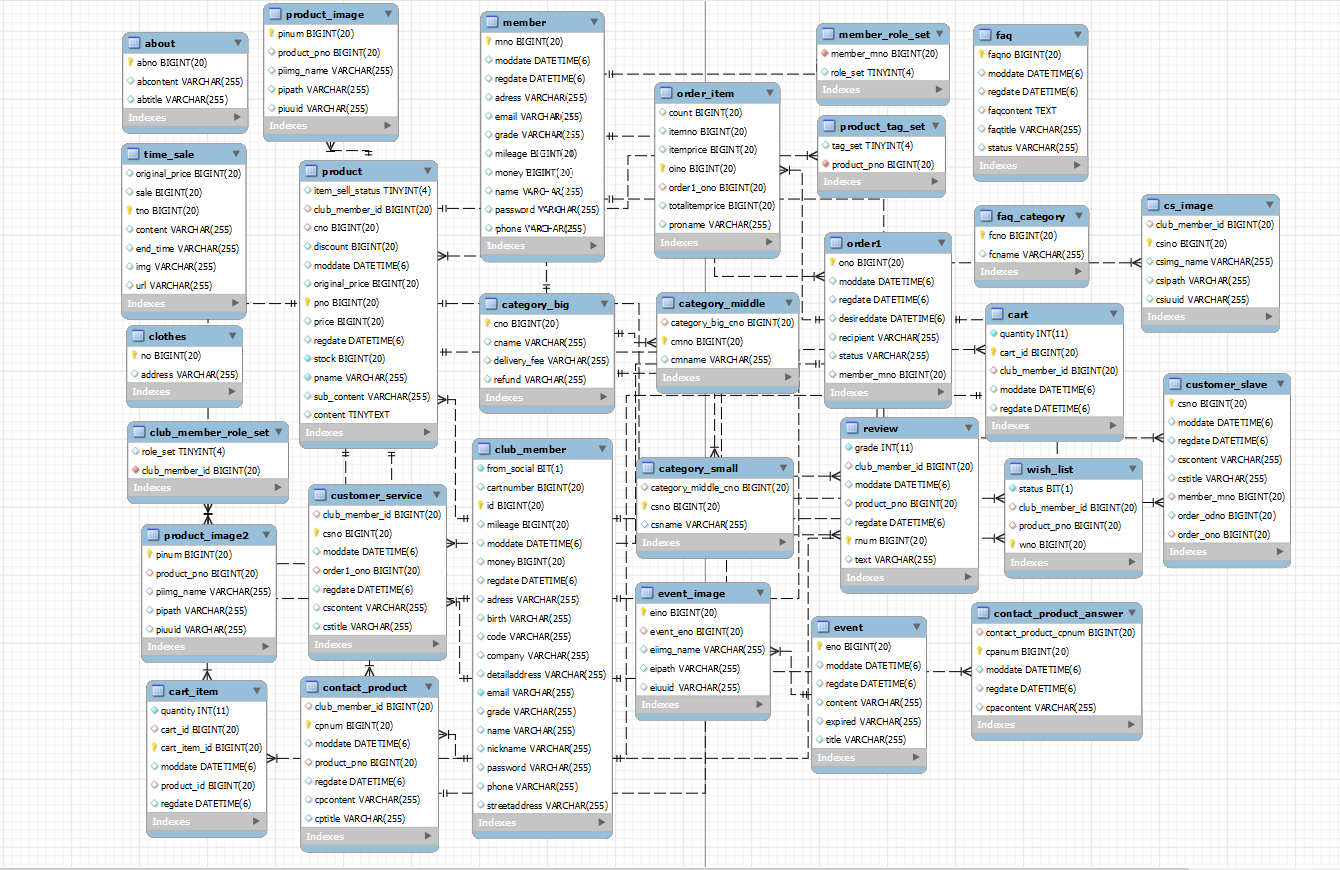 about
abno BIGINT(20)
abcontent VARCHAR(255)
abtitle VARCHAR(255)
Indexes
product_image
pinum BIGINT(20)
product_pno BIGINT(20)
piimg_name VARCHAR(255)
pipath VARCHAR(255)
piuuid VARCHAR(255)
Indexes
member
mno BIGINT(20)
moddate DATETIME(6)
regdate DATETIME(6)
adress VARCHAR(255)
email VARCHAR(255)
grade VARCHAR(255)
mileage BIGINT(20)
money BIGINT(20)
name VARCHAR(255)
password VARCHAR(255)
phone VARCHAR(255)
Indexes
member_role_set
member_mno BIGINT(20)
role_set TINYINT(4)
Indexes
faq
faqno BIGINT(20)
moddate DATETIME(6)
regdate DATETIME(6)
faqcontent TEXT
faqtitle VARCHAR(255)
status VARCHAR(255)
Indexes
order_item
count BIGINT(20)
itemno BIGINT(20)
itemprice BIGINT(20)
oino BIGINT(20)
order1_ono BIGINT(20)
totalitemprice BIGINT(20)
proname VARCHAR(255)
Indexes
product_tag_set
tag_set TINYINT(4)
product_pno BIGINT(20)
Indexes
time_sale
original_price BIGINT(20)
sale BIGINT(20)
tno BIGINT(20)
content VARCHAR(255)
end_time VARCHAR(255)
img VARCHAR(255)
url VARCHAR(255)
Indexes
product
item_sell_status TINYINT(4)
club_member_id BIGINT(20)
cno BIGINT(20)
discount BIGINT(20)
moddate DATETIME(6)
original_price BIGINT(20)
pno BIGINT(20)
price BIGINT(20)
regdate DATETIME(6)
stock BIGINT(20)
pname VARCHAR(255)
sub_content VARCHAR(255)
content TINYTEXT
Indexes
faq_category
fcno BIGINT(20)
fcname VARCHAR(255)
Indexes
cs_image
club_member_id BIGINT(20)
csino BIGINT(20)
csimg_name VARCHAR(255)
csipath VARCHAR(255)
csiuuid VARCHAR(255)
Indexes
order1
ono BIGINT(20)
moddate DATETIME(6)
regdate DATETIME(6)
desireddate DATETIME(6)
recipient VARCHAR(255)
status VARCHAR(255)
member_mno BIGINT(20)
Indexes
category_big
cno BIGINT(20)
cname VARCHAR(255)
delivery_fee VARCHAR(255)
refund VARCHAR(255)
Indexes
category_middle
category_big_cno BIGINT(20)
cmno BIGINT(20)
cmname VARCHAR(255)
Indexes
cart
quantity INT(11)
cart_id BIGINT(20)
club_member_id BIGINT(20)
moddate DATETIME(6)
regdate DATETIME(6)
Indexes
clothes
no BIGINT(20)
address VARCHAR(255)
Indexes
customer_slave
csno BIGINT(20)
moddate DATETIME(6)
regdate DATETIME(6)
cscontent VARCHAR(255)
cstitle VARCHAR(255)
member_mno BIGINT(20)
order_odno BIGINT(20)
order_ono BIGINT(20)
Indexes
club_member_role_set
role_set TINYINT(4)
club_member_id BIGINT(20)
Indexes
club_member
from_social BIT(1)
cartnumber BIGINT(20)
id BIGINT(20)
mileage BIGINT(20)
moddate DATETIME(6)
money BIGINT(20)
regdate DATETIME(6)
adress VARCHAR(255)
birth VARCHAR(255)
code VARCHAR(255)
company VARCHAR(255)
detailaddress VARCHAR(255)
email VARCHAR(255)
grade VARCHAR(255)
name VARCHAR(255)
nickname VARCHAR(255)
password VARCHAR(255)
phone VARCHAR(255)
streetaddress VARCHAR(255)
Indexes
review
grade INT(11)
club_member_id BIGINT(20)
moddate DATETIME(6)
product_pno BIGINT(20)
regdate DATETIME(6)
rnum BIGINT(20)
text VARCHAR(255)
Indexes
category_small
category_middle_cno BIGINT(20)
csno BIGINT(20)
csname VARCHAR(255)
Indexes
wish_list
status BIT(1)
club_member_id BIGINT(20)
product_pno BIGINT(20)
wno BIGINT(20)
Indexes
customer_service
club_member_id BIGINT(20)
csno BIGINT(20)
moddate DATETIME(6)
order1_ono BIGINT(20)
regdate DATETIME(6)
cscontent VARCHAR(255)
cstitle VARCHAR(255)
Indexes
product_image2
pinum BIGINT(20)
product_pno BIGINT(20)
piimg_name VARCHAR(255)
pipath VARCHAR(255)
piuuid VARCHAR(255)
Indexes
event_image
eino BIGINT(20)
event_eno BIGINT(20)
eiimg_name VARCHAR(255)
eipath VARCHAR(255)
eiuuid VARCHAR(255)
Indexes
event
eno BIGINT(20)
moddate DATETIME(6)
regdate DATETIME(6)
content VARCHAR(255)
expired VARCHAR(255)
title VARCHAR(255)
Indexes
contact_product_answer
contact_product_cpnum BIGINT(20)
cpanum BIGINT(20)
moddate DATETIME(6)
regdate DATETIME(6)
cpacontent VARCHAR(255)
Indexes
cart_item
quantity INT(11)
cart_id BIGINT(20)
cart_item_id BIGINT(20)
moddate DATETIME(6)
product_id BIGINT(20)
regdate DATETIME(6)
Indexes
contact_product
club_member_id BIGINT(20)
cpnum BIGINT(20)
moddate DATETIME(6)
product_pno BIGINT(20)
regdate DATETIME(6)
cpcontent VARCHAR(255)
cptitle VARCHAR(255)
Indexes